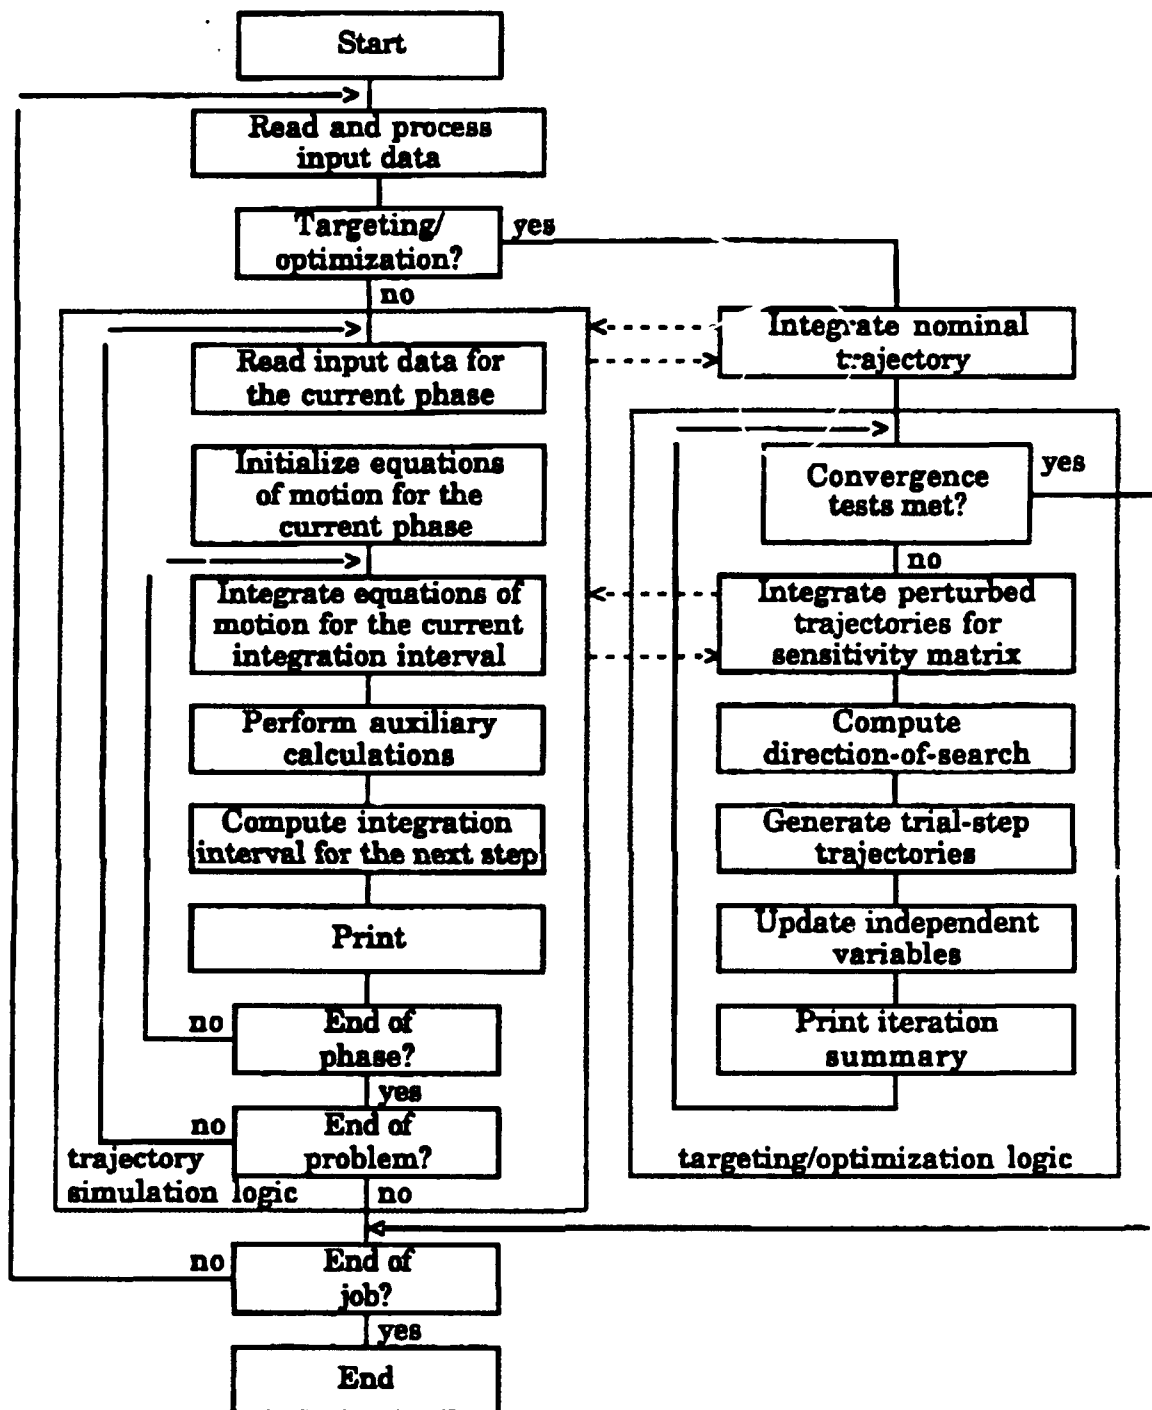 Start
Read and process
input data
Targeting/
optimization?
yes
no
Read input data for
the current phase
Initialize equations
of motion for the
current phase
Integrate equations of
motion for the current
integration interval
Perform auxiliary
calculations
Compute integration
interval for the next step
Print
no
End of
phase?
yes
no
End of
problem?
trajectory
simulation logic
no
no
End of
job?
yes
End
Integrate nominal
trajectory
Convergence
tests met?
yes
no
Integrate perturbed
trajectories for
sensitivity matrix
Compute
direction-of-search
Generate trial-step
trajectories
Update independent
variables
Print iteration
summary
targeting/optimization logic